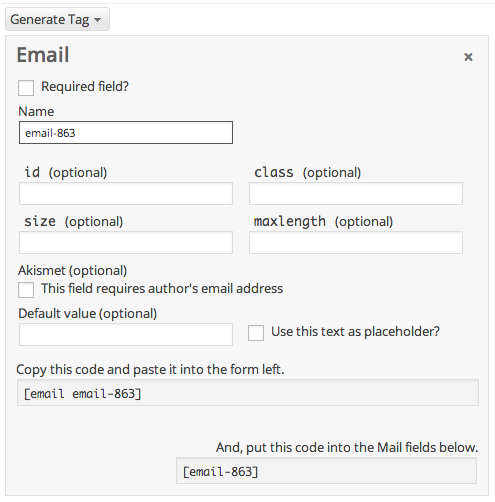 Generate Tag
Email
Required field?
Name
email-863
id (optional) class (optional)
size (optional) maxlength (optional)
Akismet (optional)
This field requires author's email address
Default value (optional)
Use this text as placeholder?
Copy this code and paste it into the form left.
[email email-863]
And, put this code into the Mail fields below.
[email-863]